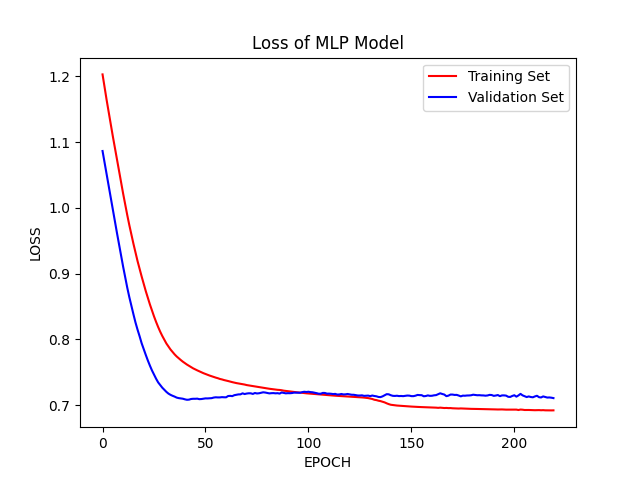 Loss of MLP Model
Training Set
Validation Set
LOSS
1.2
1.1
1.0
0.9
0.8
0.7
0 50 100 150 200
EPOCH